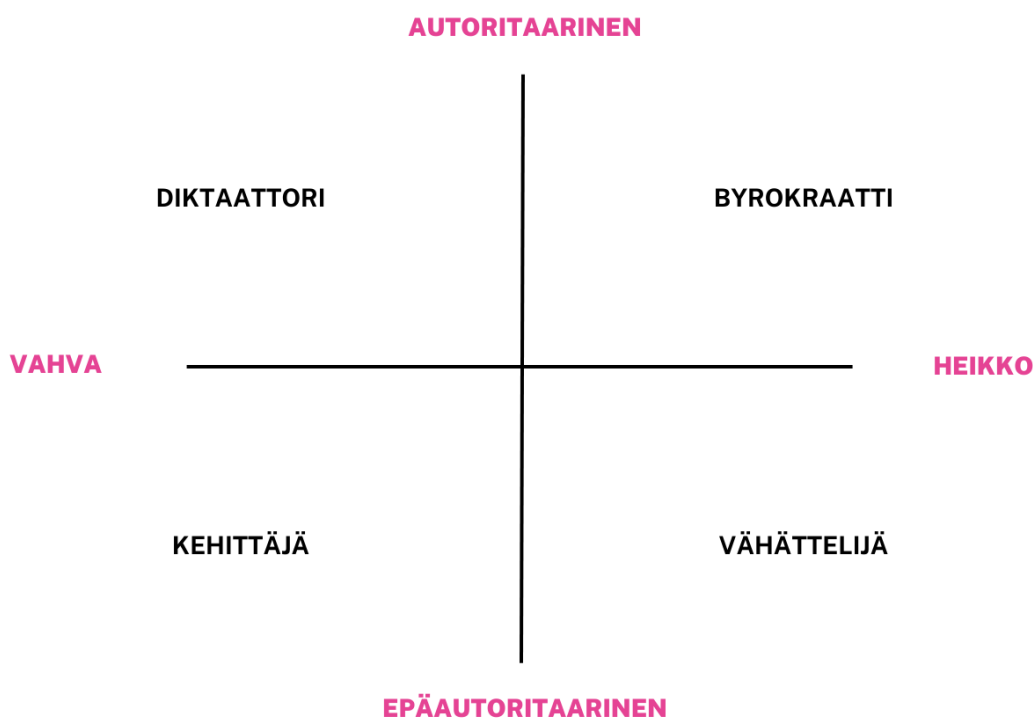 AUTORITAARINEN
DIKTAATTORI
BYROKRAATTI
VAHVA
HEIKKO
KEHITTÄJÄ
VÄHÄTTELIJÄ
EPÄAUTORITAARINEN